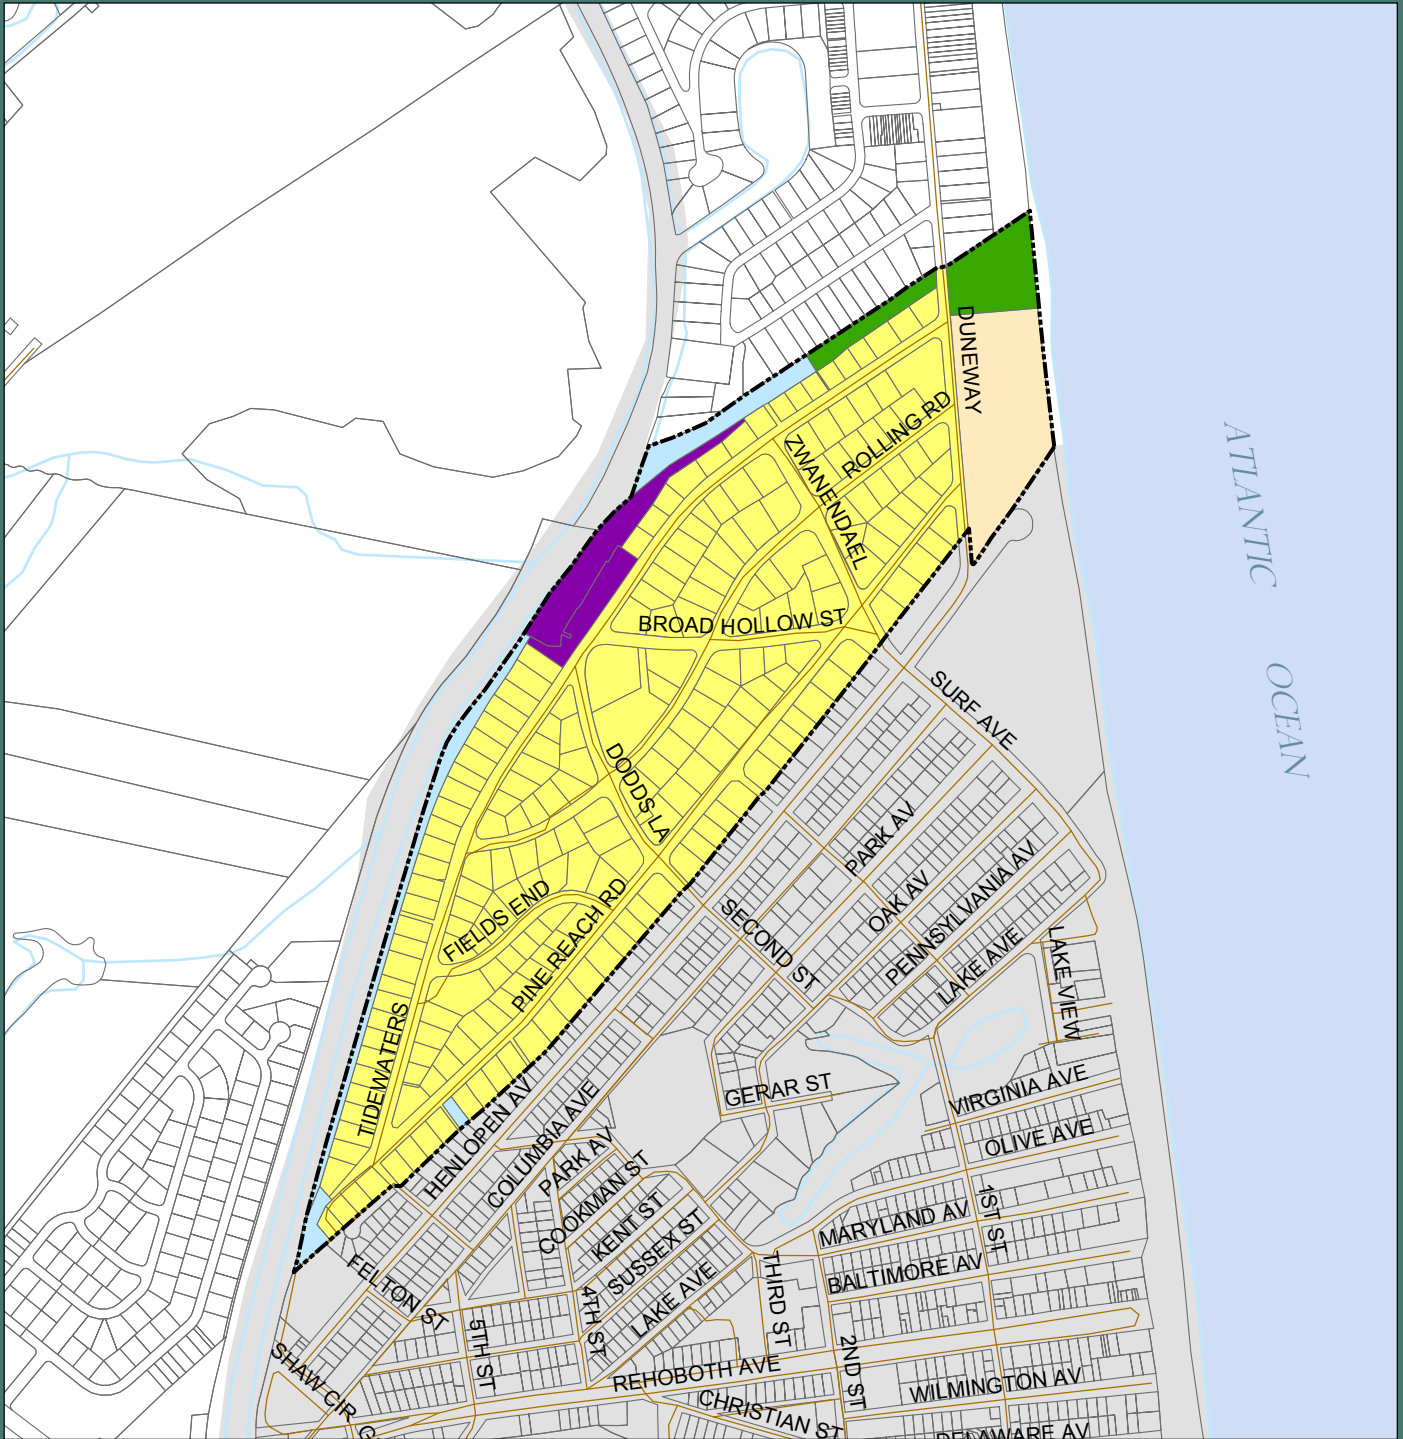 DUNEWAY
ROLLING RD
ZWANENDAEL
ATLANTIC
OCEAN
BROAD HOLLOW ST
SURF AVE
DODDS LA
PARK AV
OAK AV
PENNSYLVANIA AV
FIELDS END
PINE REACH RD
SECOND ST
LAKE AVE
LAKE VIEW
TIDEWATERS
GERAR ST
VIRGINIA AVE
HENLOPEN AV
COLUMBIA AVE
OLIVE AVE
PARK AV
COOKMAN ST
KENT ST
SUSSEX ST
LAKE AVE
MARYLAND AV
1ST ST
BALTIMORE AV
THIRD ST
FELTON ST
4TH ST
5TH ST
2ND ST
SHAW CIR
REHOBOTH AVE
WILMINGTON AV
CHRISTIAN ST
DELAWARE AV